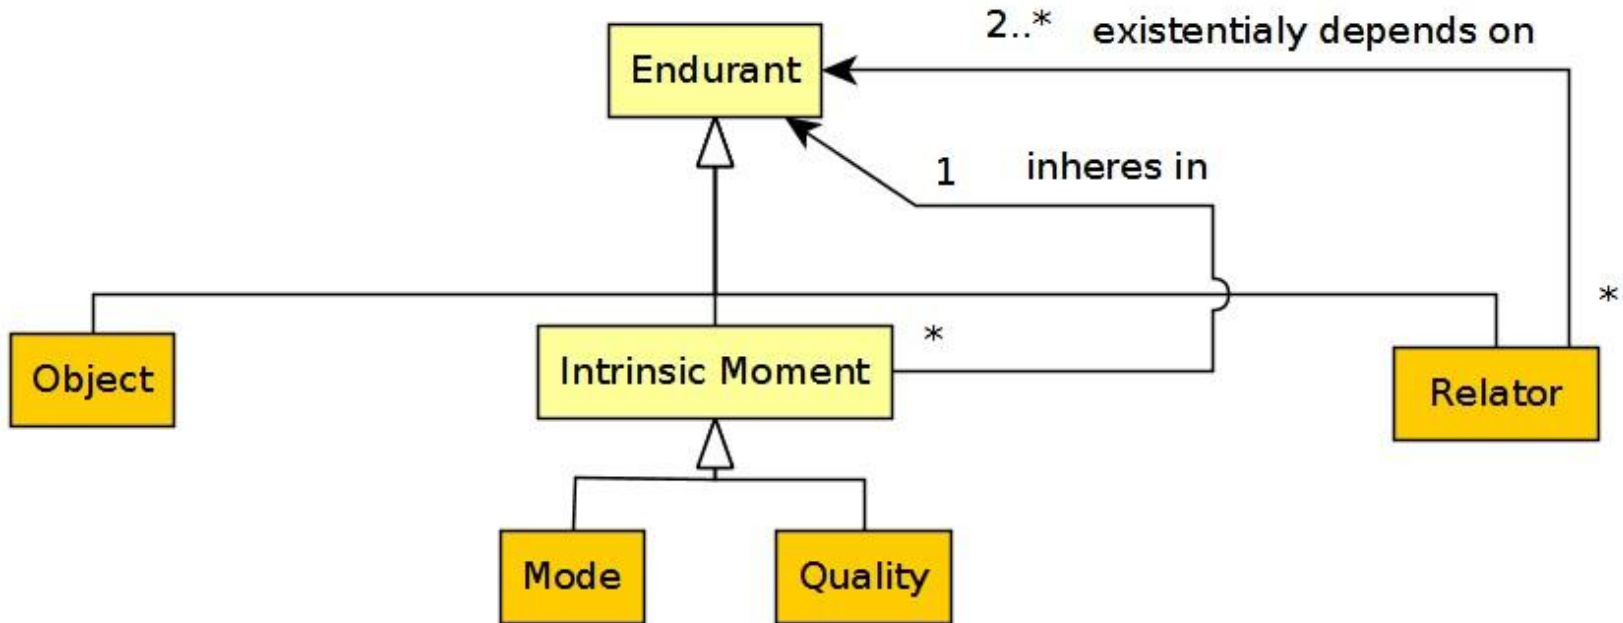 2..* existentialy depends on
Endurant
1 inheres in
*
*
Object
Intrinsic Moment
Relator
Mode
Quality